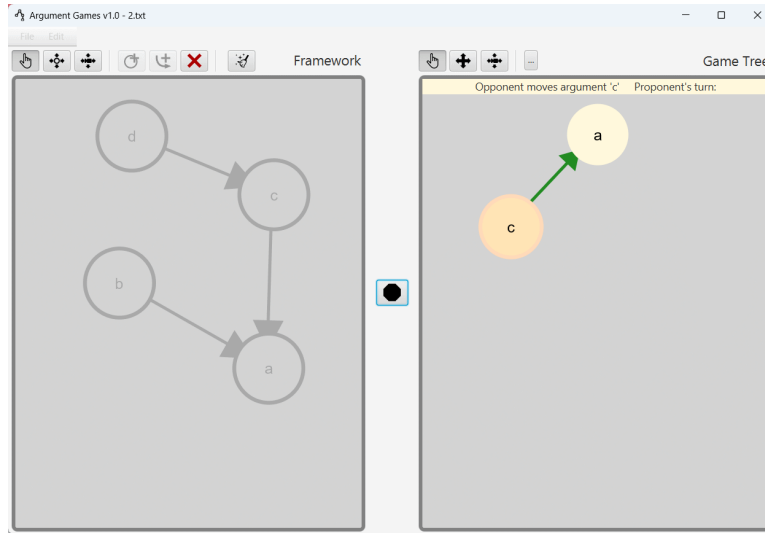 Argument Games v1.0 - 2.txt
File Edit
Framework
Game Tree
Opponent moves argument 'c' Proponent's turn:
d
a
c
c
b
a